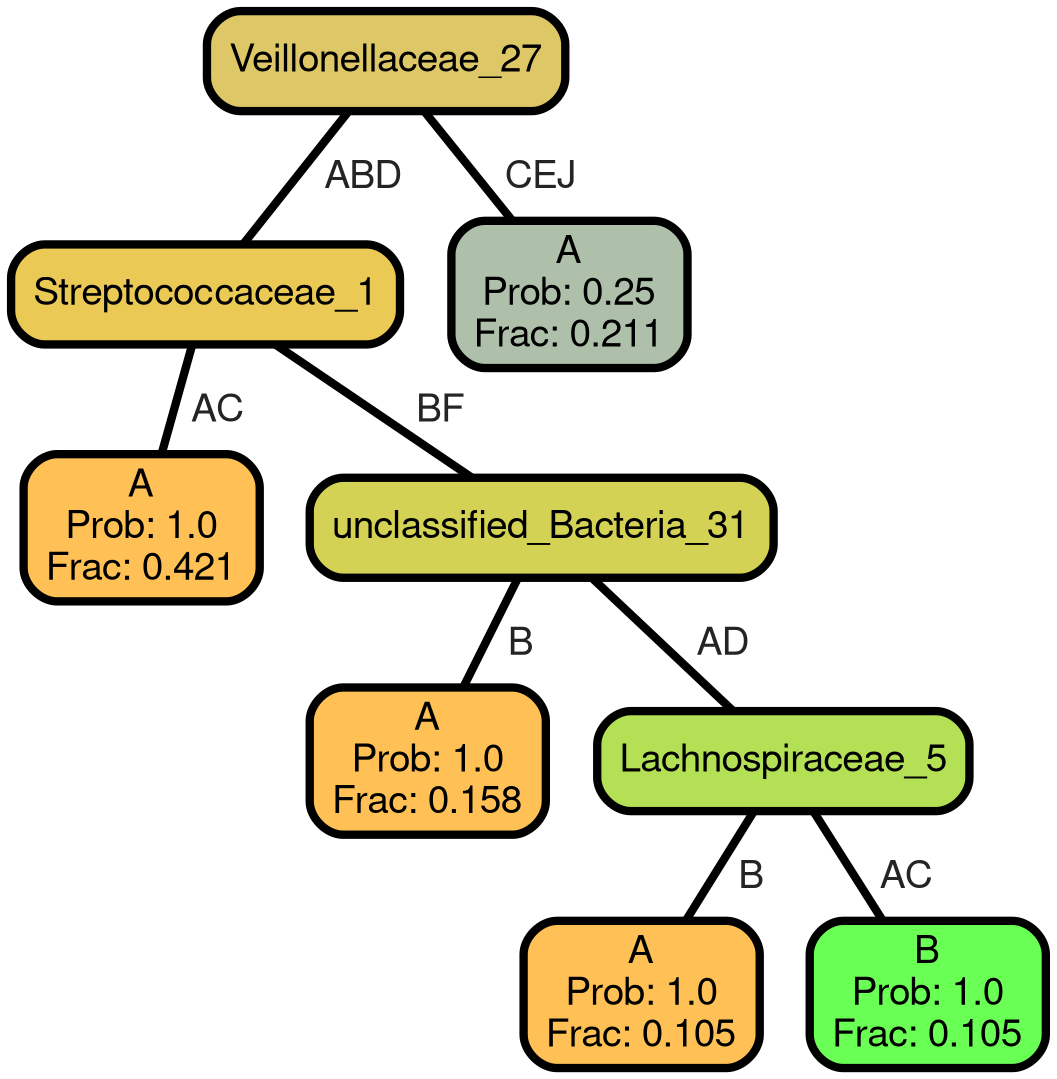 Veillonellaceae_27
ABD
CEJ
Streptococcaceae_1
A
Prob: 0.25
Frac: 0.211
AC
BF
A
Prob: 1.0
Frac: 0.421
unclassified_Bacteria_31
B
AD
A
Prob: 1.0
Frac: 0.158
Lachnospiraceae_5
B
AC
A
Prob: 1.0
Frac: 0.105
B
Prob: 1.0
Frac: 0.105